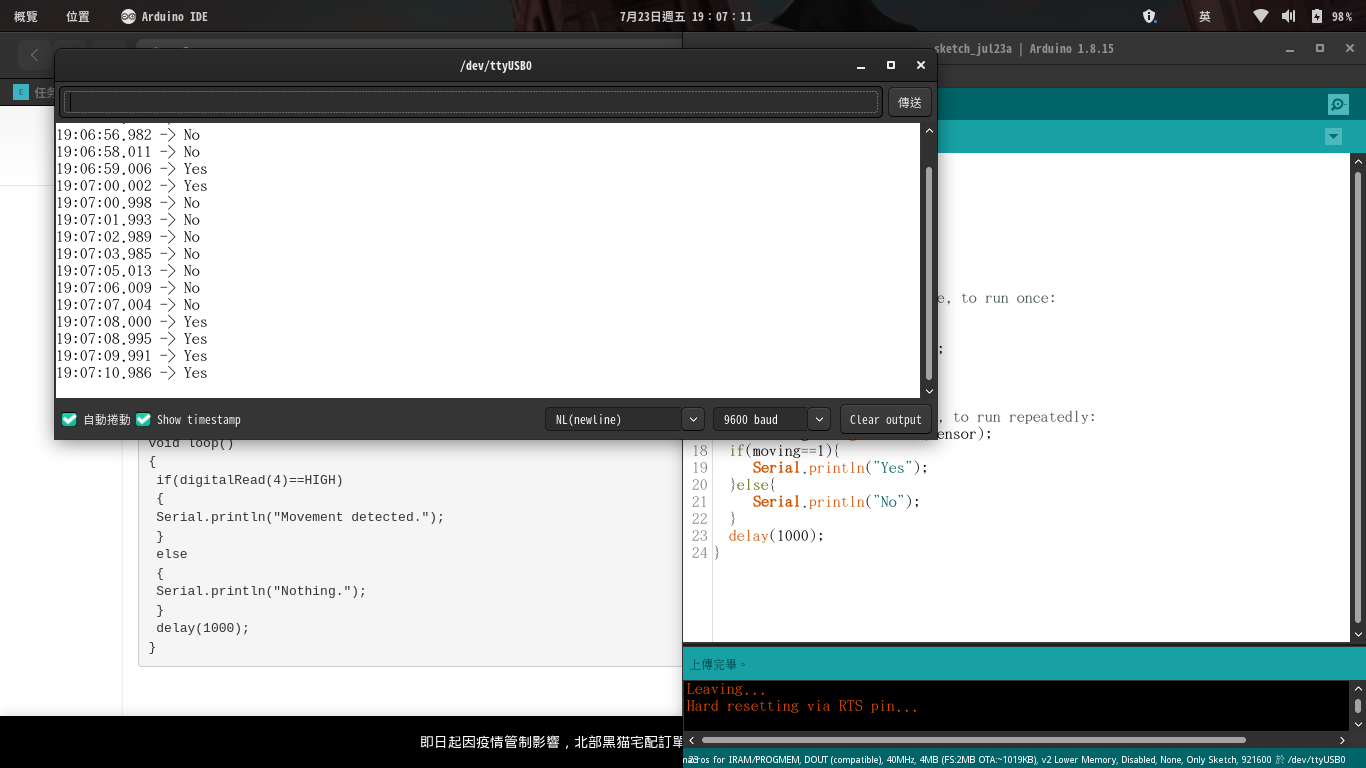 概覽 位置 Arduino IDE 7月23日週五 19：07：11 英 98%
sketch_jul23a | Arduino 1.8.15
/dev/ttyUSB0
E 任務
傳送
19:06:56.982 -> No
19:06:58.011 -> No
19:06:59.006 -> Yes
19:07:00.002 -> Yes
19:07:00.998 -> No
19:07:01.993 -> No
19:07:02.989 -> No
19:07:03.985 -> No
19:07:05.013 -> No
19:07:06.009 -> No
19:07:07.004 -> No
19:07:08.000 -> Yes
19:07:08.995 -> Yes
19:07:09.991 -> Yes
19:07:10.986 -> Yes
自動捲動 Show timestamp NL(newline) 9600 baud Clear output
e, to run once:
;
, to run repeatedly:
ensor);
18 if(moving==1){
19 Serial.println("Yes");
20 }else{
21 Serial.println("No");
22 }
23 delay(1000);
24 }
void loop()
{
if(digitalRead(4)==HIGH)
{
Serial.println("Movement detected.");
}
else
{
Serial.println("Nothing.");
}
delay(1000);
}
上傳完畢。
Leaving...
Hard resetting via RTS pin...
即日起因疫情管制影響，北部黑猫宅配訂單
23 macros for IRAM/PROGMEM, DOUT (compatible), 40MHz, 4MB (FS:2MB OTA:~1019KB), v2 Lower Memory, Disabled, None, Only Sketch, 921600 於 /dev/ttyUSB0